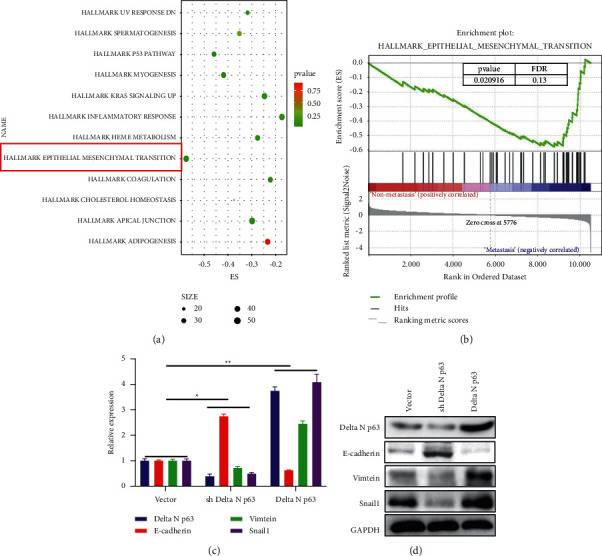 NAME
HALLMARK UV RESPONSE DN
HALLMARK SPERMATOGENESIS
HALLMARK P53 PATHWAY
HALLMARK MYOGENESIS
HALLMARK KRAS SIGNALING UP
HALLMARK INFLAMMATORY RESPONSE
HALLMARK HEME METABOLISM
HALLMARK EPITHELIAL MESENCHYMAL TRANSITION
HALLMARK COAGULATION
HALLMARK CHOLESTEROL HOMEOSTASIS
HALLMARK APICAL JUNCTION
HALLMARK ADIPOGENESIS
-0.5 -0.4 -0.3 -0.2
ES
pvalue
0.75
0.50
0.25
SIZE
20 40
30 50
(a)
Enrichment plot:
HALLMARK_EPITHELIAL_MESENCHYMAL_TRANSITION
Enrichment score (ES)
0.0
-0.1
-0.2
-0.3
-0.4
-0.5
-0.6
pvalue FDR
0.020916 0.13
'Non-metastasis' (positively correlated)
Ranked list metric (Signal2Noise)
2
0
-2
-4
Zero cross at 5776
'Metastasis' (negatively correlated)
0 2.000 4.000 6.000 8.000 10.000
Rank in Ordered Dataset
Enrichment profile
Hits
Ranking metric scores
(b)
Relative expression
5
4
3
2
1
0
**
*
Vector sh Delta N p63 Delta N p63
Delta N p63 Vimtein
E-cadherin Snail1
(c)
Vector
sh Delta N p63
Delta N p63
Delta N p63
E-cadherin
Vimtein
Snail1
GAPDH
(d)